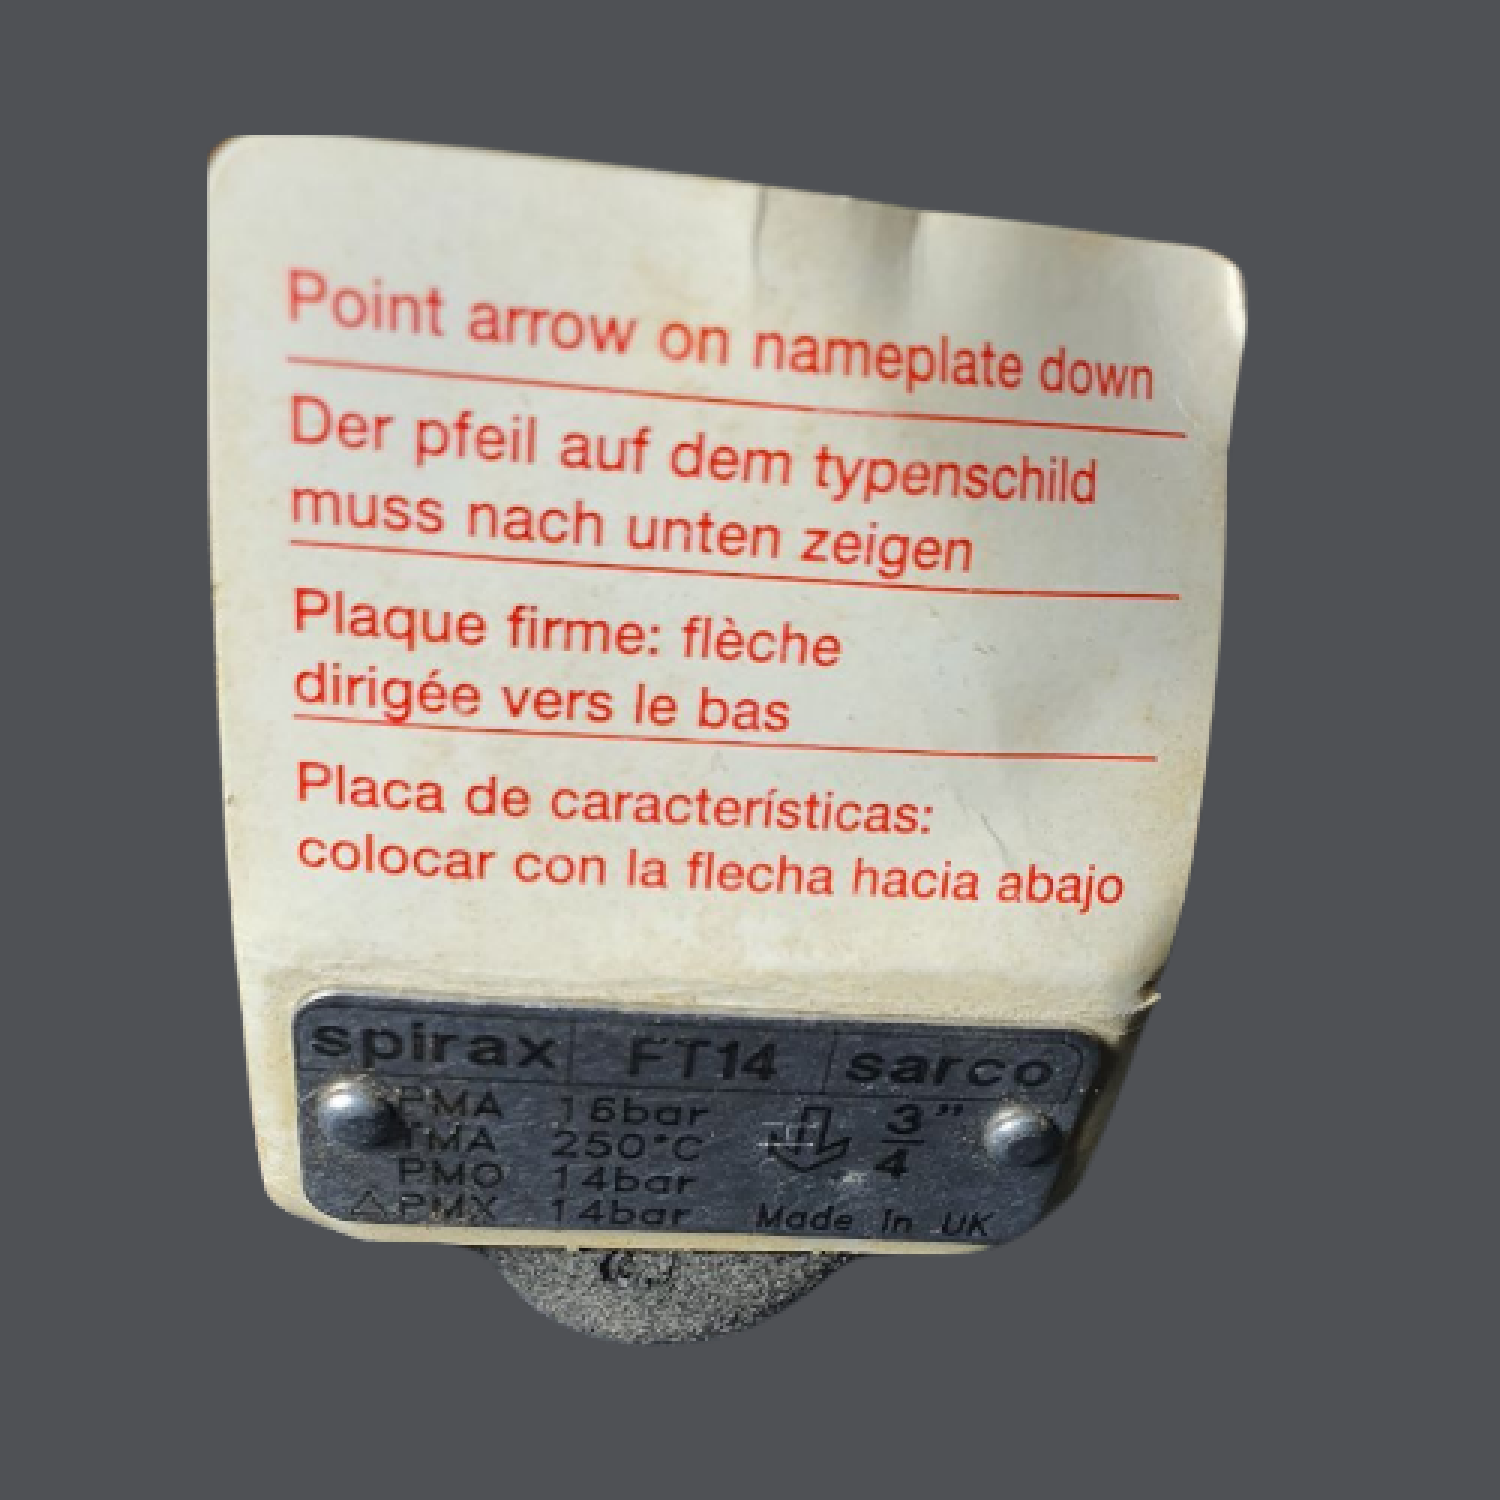 Point arrow on nameplate down
Der pfeil auf dem typenschild
muss nach unten zeigen
Plaque firme: flèche
dirigée vers le bas
Placa de características:
colocar con la flecha hacia abajo
spirax FT14 sarco
PMA 16bar 3"
TMA 250°C 4
PMO 14bar
△PMX 14bar Made in UK